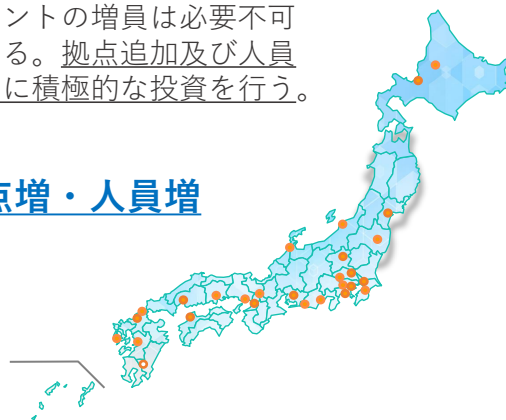 ントの増員は必要不可
る。拠点追加及び人員
に積極的な投資を行う。
点増・人員増